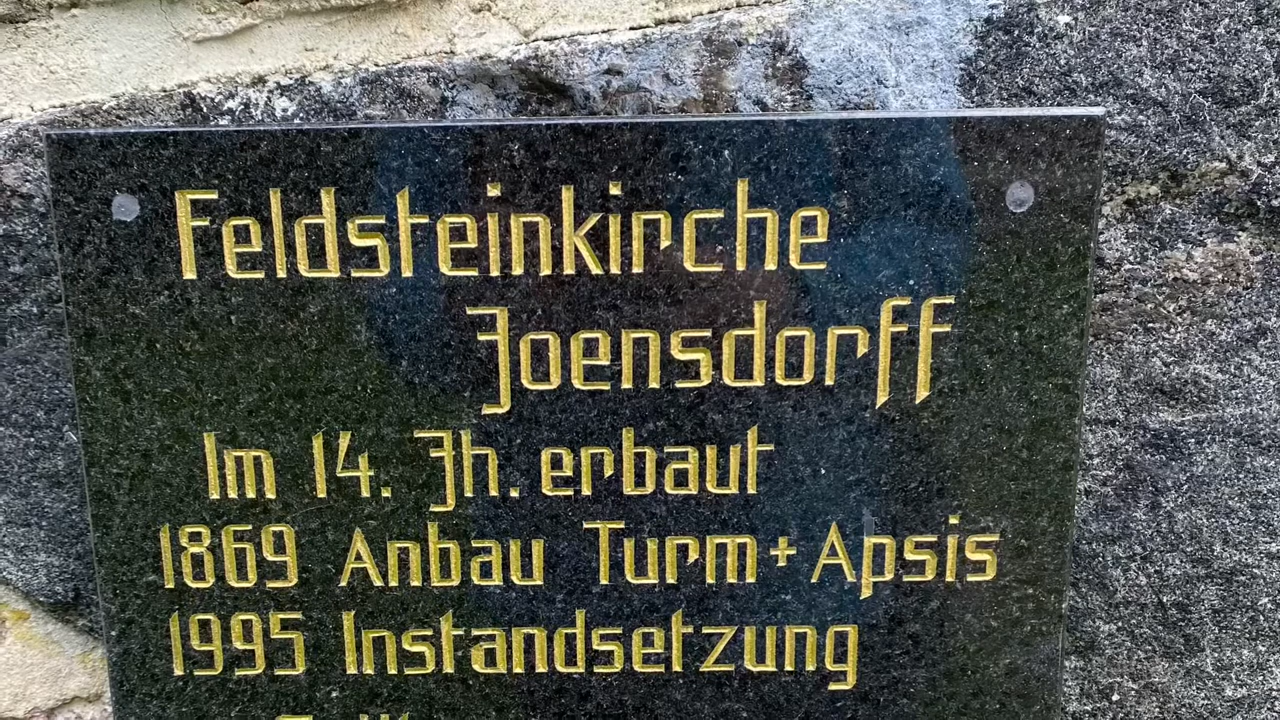 Feldsteinkirche
Joensdorff
Im 14. Jh. erbaut
1869 Anbau Turm + Apsis
1995 Instandsetzung